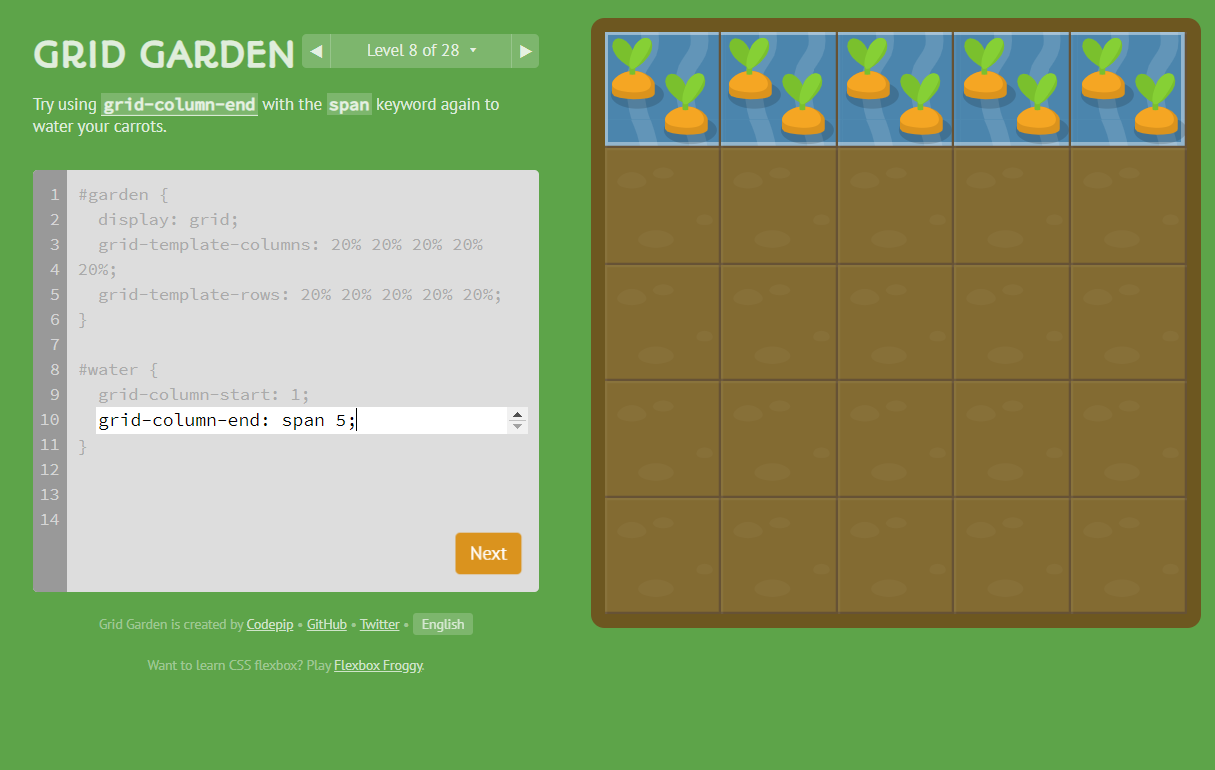 GRID GARDEN
◀ Level 8 of 28 ▶
Try using grid-column-end with the span keyword again to
water your carrots.
1 #garden {
2 display: grid;
3 grid-template-columns: 20% 20% 20% 20%
4 20%;
5 grid-template-rows: 20% 20% 20% 20% 20%;
6 }
7
8 #water {
9 grid-column-start: 1;
10 grid-column-end: span 5;
11 }
12
13
14
Next
Grid Garden is created by Codepip • GitHub • Twitter • English
Want to learn CSS flexbox? Play Flexbox Froggy.